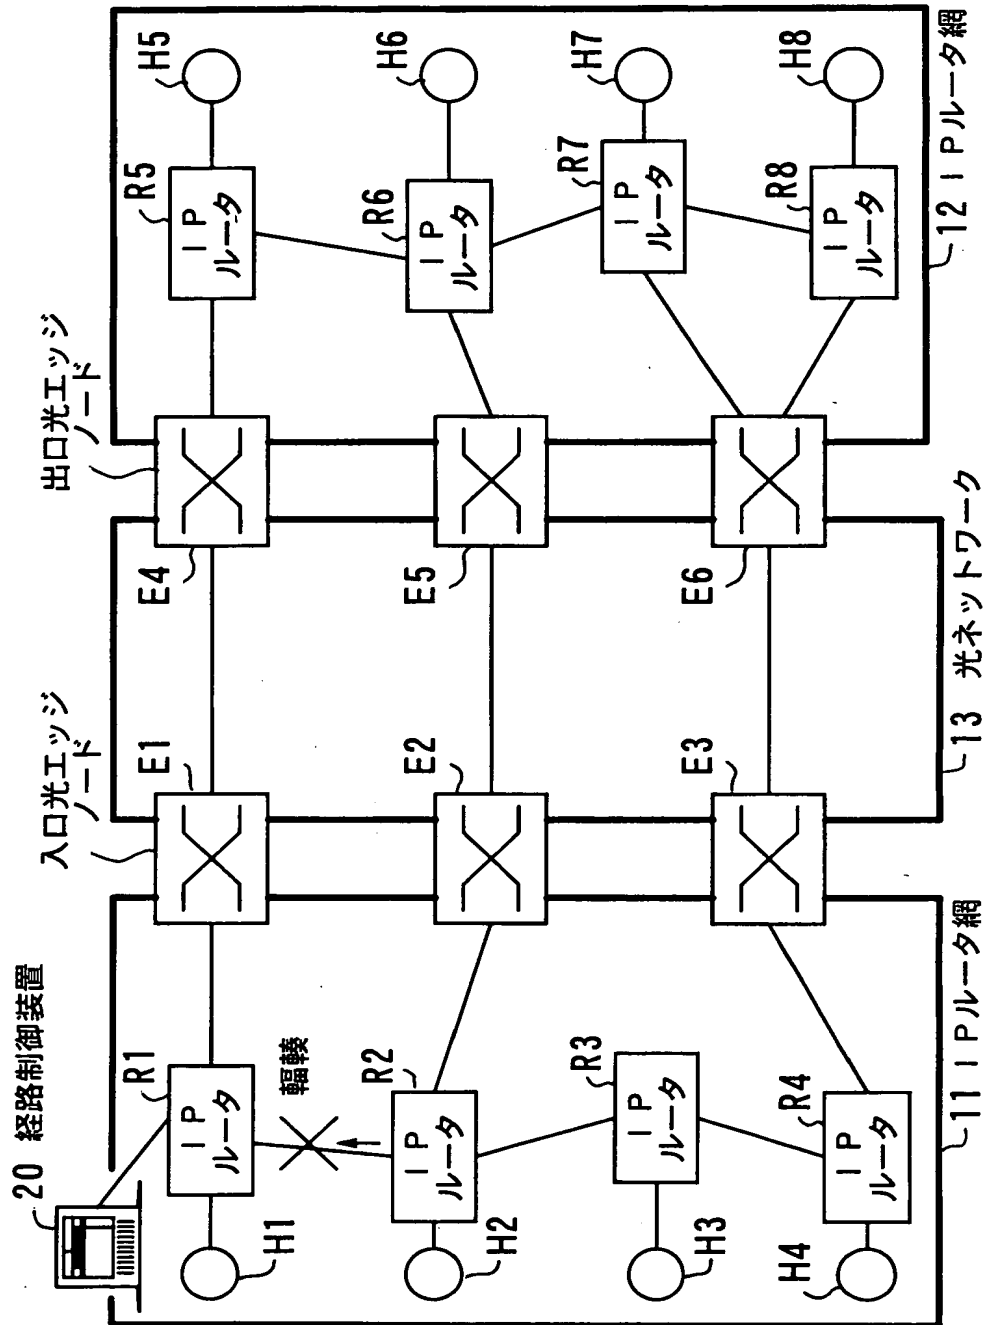 20 経路制御装置
入口光エッジ
ノード
出口光エッジ
ノード
R1
IP
ルータ
H1
E1
E4
R5
IP
ルータ
H5
輻輳
R2
IP
ルータ
H2
E2
E5
R6
IP
ルータ
H6
R3
IP
ルータ
H3
R7
IP
ルータ
H7
R4
IP
ルータ
H4
E3
E6
R8
IP
ルータ
H8
11 IPルータ網
13 光ネットワーク
12 IPルータ網